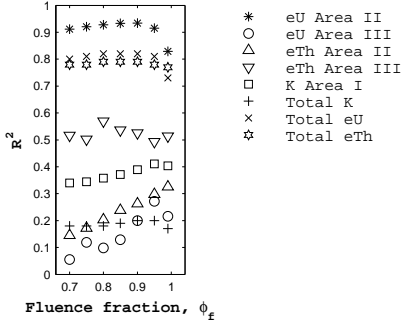 1
0.9
0.8
0.7
0.6
0.5
0.4
0.3
0.2
0.1
0
R²
0.7 0.8 0.9 1
Fluence fraction, ϕ_f
eU Area II
eU Area III
eTh Area II
eTh Area III
K Area I
Total K
Total eU
Total eTh